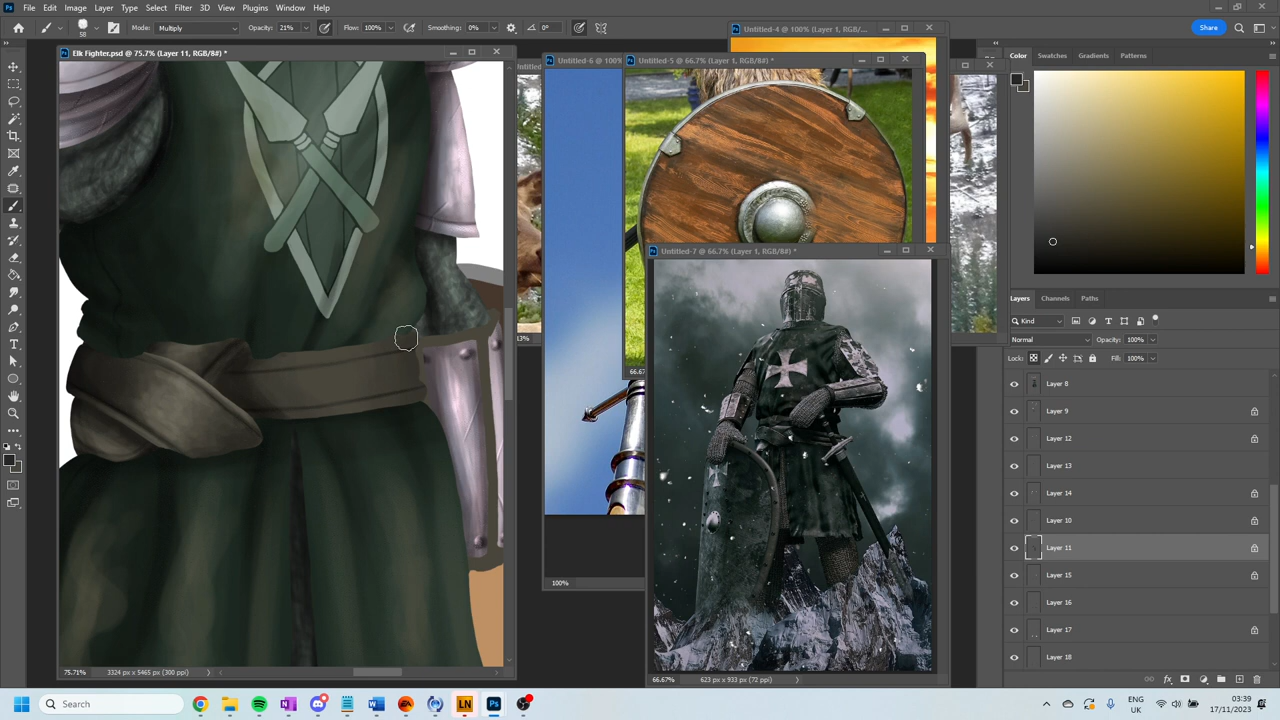 File Edit Image Layer Type Select Filter 3D View Plugins Window Help
58 Mode: Multiply Opacity: 21% Flow: 100% Smoothing: 0% 0° Share
Elk Fighter.psd @ 75.7% (Layer 11, RGB/8#) *
Untitled-4 @ 100% (Layer 3, RGB/...
Untitled-6 @ 100%
Untitled-5 @ 66.7% (Layer 1, RGB/8#) *
Untitled-7 @ 66.7% (Layer 1, RGB/8#) *
Color Swatches Gradients Patterns
Layers Channels Paths
Kind
Normal Opacity: 100%
Lock: Fill: 100%
Layer 8
Layer 9
Layer 12
Layer 13
Layer 14
Layer 10
Layer 11
Layer 15
Layer 16
Layer 17
Layer 18
100%
75.71% 3324 px x 5465 px (300 ppi)
66.67% 623 px x 933 px (72 ppi)
Search
ENG
UK
03:39
17/11/2023